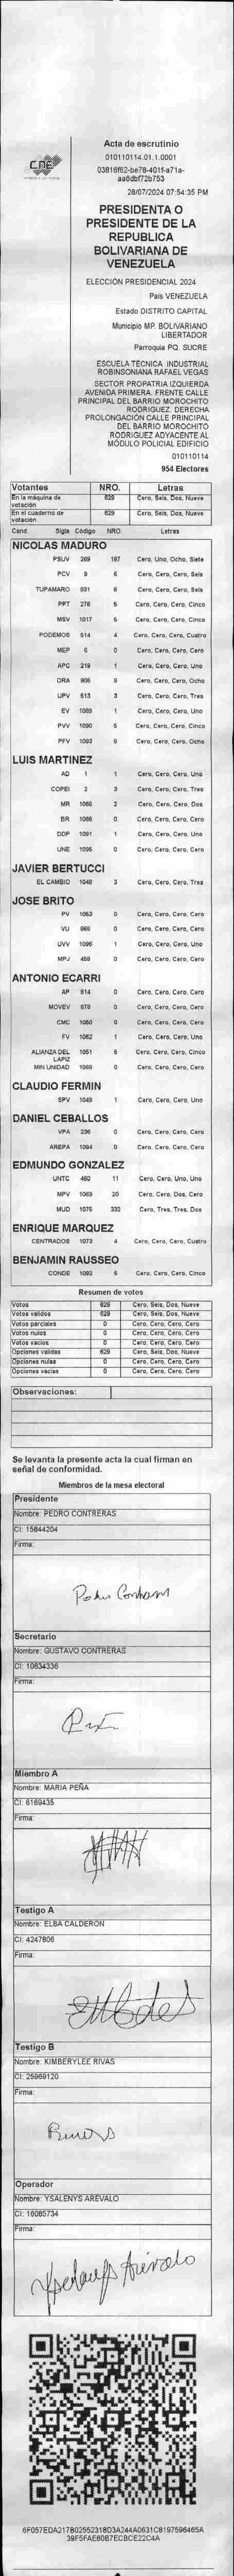 CNE
Acta de escrutinio
010110114.01.1.0001
03816f62-be78-401f-a71a-
aa6dbf72b753
28/07/2024 07:54:35 PM
PRESIDENTA O
PRESIDENTE DE LA
REPUBLICA
BOLIVARIANA DE
VENEZUELA
ELECCIÓN PRESIDENCIAL 2024
País VENEZUELA
Estado DISTRITO CAPITAL
Municipio MP. BOLIVARIANO
LIBERTADOR
Parroquia PQ. SUCRE
ESCUELA TÉCNICA INDUSTRIAL
ROBINSONIANA RAFAEL VEGAS
SECTOR PROPATRIA IZQUIERDA
AVENIDA PRIMERA. FRENTE CALLE
PRINCIPAL DEL BARRIO MOROCHITO
RODRIGUEZ. DERECHA
PROLONGACIÓN CALLE PRINCIPAL
DEL BARRIO MOROCHITO
RODRIGUEZ ADYACENTE AL
MÓDULO POLICIAL EDIFICIO
010110114
954 Electores
Votantes NRO. Letras
En la máquina de votación 629 Cero, Seis, Dos, Nueve
En el cuaderno de votación 629 Cero, Seis, Dos, Nueve
Cand. Sigla Código NRO. Letras
NICOLAS MADURO
PSUV 269 187 Cero, Uno, Ocho, Siete
PCV 9 6 Cero, Cero, Cero, Seis
TUPAMARO 931 6 Cero, Cero, Cero, Seis
PPT 276 5 Cero, Cero, Cero, Cinco
MSV 1017 5 Cero, Cero, Cero, Cinco
PODEMOS 514 4 Cero, Cero, Cero, Cuatro
MEP 6 0 Cero, Cero, Cero, Cero
APC 219 1 Cero, Cero, Cero, Uno
ORA 906 8 Cero, Cero, Cero, Ocho
UPV 613 3 Cero, Cero, Cero, Tres
EV 1089 1 Cero, Cero, Cero, Uno
PVV 1090 5 Cero, Cero, Cero, Cinco
PFV 1093 8 Cero, Cero, Cero, Ocho
LUIS MARTINEZ
AD 1 1 Cero, Cero, Cero, Uno
COPEI 2 3 Cero, Cero, Cero, Tres
MR 1065 2 Cero, Cero, Cero, Dos
BR 1056 0 Cero, Cero, Cero, Cero
DDP 1091 1 Cero, Cero, Cero, Uno
UNE 1095 0 Cero, Cero, Cero, Cero
JAVIER BERTUCCI
EL CAMBIO 1048 3 Cero, Cero, Cero, Tres
JOSE BRITO
PV 1053 0 Cero, Cero, Cero, Cero
VU 868 0 Cero, Cero, Cero, Cero
UVV 1096 1 Cero, Cero, Cero, Uno
MPJ 458 0 Cero, Cero, Cero, Cero
ANTONIO ECARRI
AP 814 0 Cero, Cero, Cero, Cero
MOVEV 979 0 Cero, Cero, Cero, Cero
CMC 1050 0 Cero, Cero, Cero, Cero
FV 1052 1 Cero, Cero, Cero, Uno
ALIANZA DEL LAPIZ 1051 5 Cero, Cero, Cero, Cinco
MIN UNIDAD 1069 0 Cero, Cero, Cero, Cero
CLAUDIO FERMIN
SPV 1049 1 Cero, Cero, Cero, Uno
DANIEL CEBALLOS
VPA 236 0 Cero, Cero, Cero, Cero
AREPA 1094 0 Cero, Cero, Cero, Cero
EDMUNDO GONZALEZ
UNTC 460 11 Cero, Cero, Uno, Uno
MPV 1069 20 Cero, Cero, Dos, Cero
MUD 1076 332 Cero, Tres, Tres, Dos
ENRIQUE MARQUEZ
CENTRADOS 1073 4 Cero, Cero, Cero, Cuatro
BENJAMIN RAUSSEO
CONDE 1092 5 Cero, Cero, Cero, Cinco
Resumen de votos
Votos 629 Cero, Seis, Dos, Nueve
Votos validos 629 Cero, Seis, Dos, Nueve
Votos parciales 0 Cero, Cero, Cero, Cero
Votos nulos 0 Cero, Cero, Cero, Cero
Votos vacios 0 Cero, Cero, Cero, Cero
Opciones validas 629 Cero, Seis, Dos, Nueve
Opciones nulas 0 Cero, Cero, Cero, Cero
Opciones vacias 0 Cero, Cero, Cero, Cero
Observaciones:
Se levanta la presente acta la cual firman en
señal de conformidad.
Miembros de la mesa electoral
Presidente
Nombre: PEDRO CONTRERAS
CI: 15844204
Firma:
Pedro Contreras
Secretario
Nombre: GUSTAVO CONTRERAS
CI: 10634336
Firma:
Miembro A
Nombre: MARIA PEÑA
CI: 6169435
Firma:
Testigo A
Nombre: ELBA CALDERON
CI: 4247806
Firma:
Testigo B
Nombre: KIMBERYLEE RIVAS
CI: 25969120
Firma:
Rivas
Operador
Nombre: YSALENYS AREVALO
CI: 16085734
Firma:
Ysalenys Arévalo
6F057EDA217B02552318D3A244A0631C8197596465A
39F5FAE60B7EC8CE22C4A